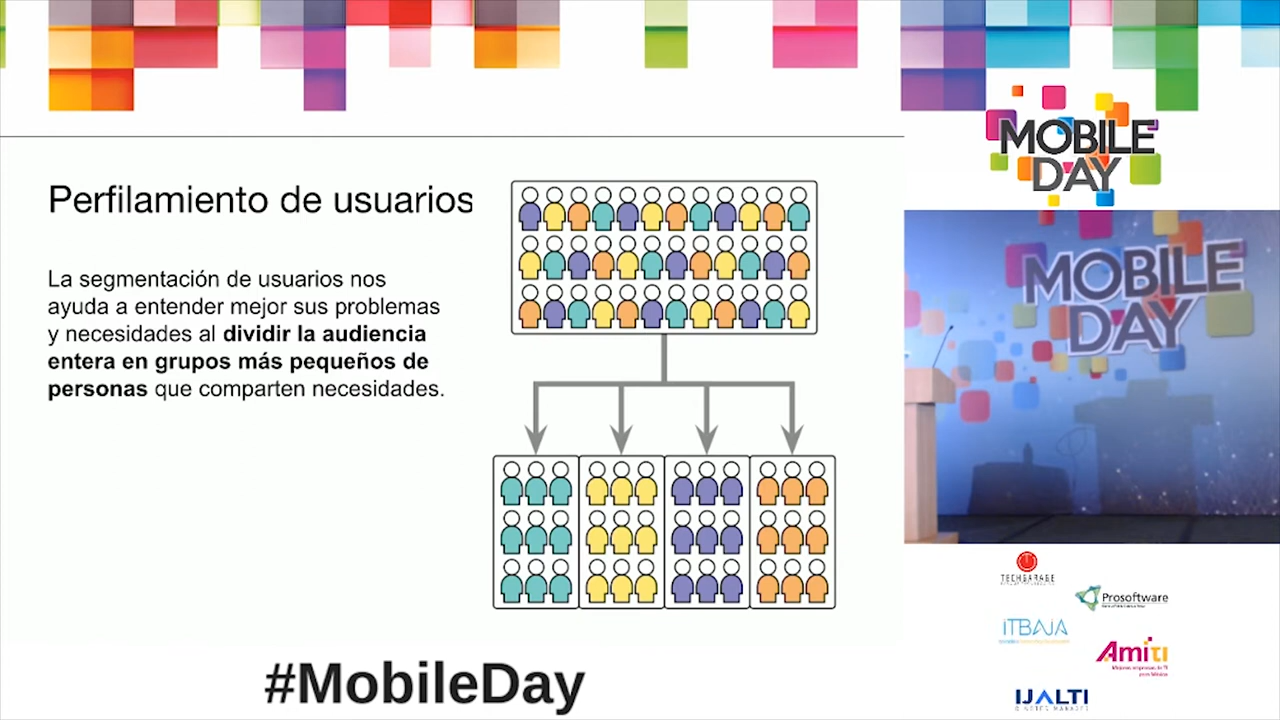 MOBILE
DAY
Perfilamiento de usuarios
La segmentación de usuarios nos
ayuda a entender mejor sus problemas
y necesidades al dividir la audiencia
entera en grupos más pequeños de
personas que comparten necesidades.
MOBILE
DAY
TECHGARAGE
Prosoftware
ITBAJA
Amiti
IJALTI
#MobileDay